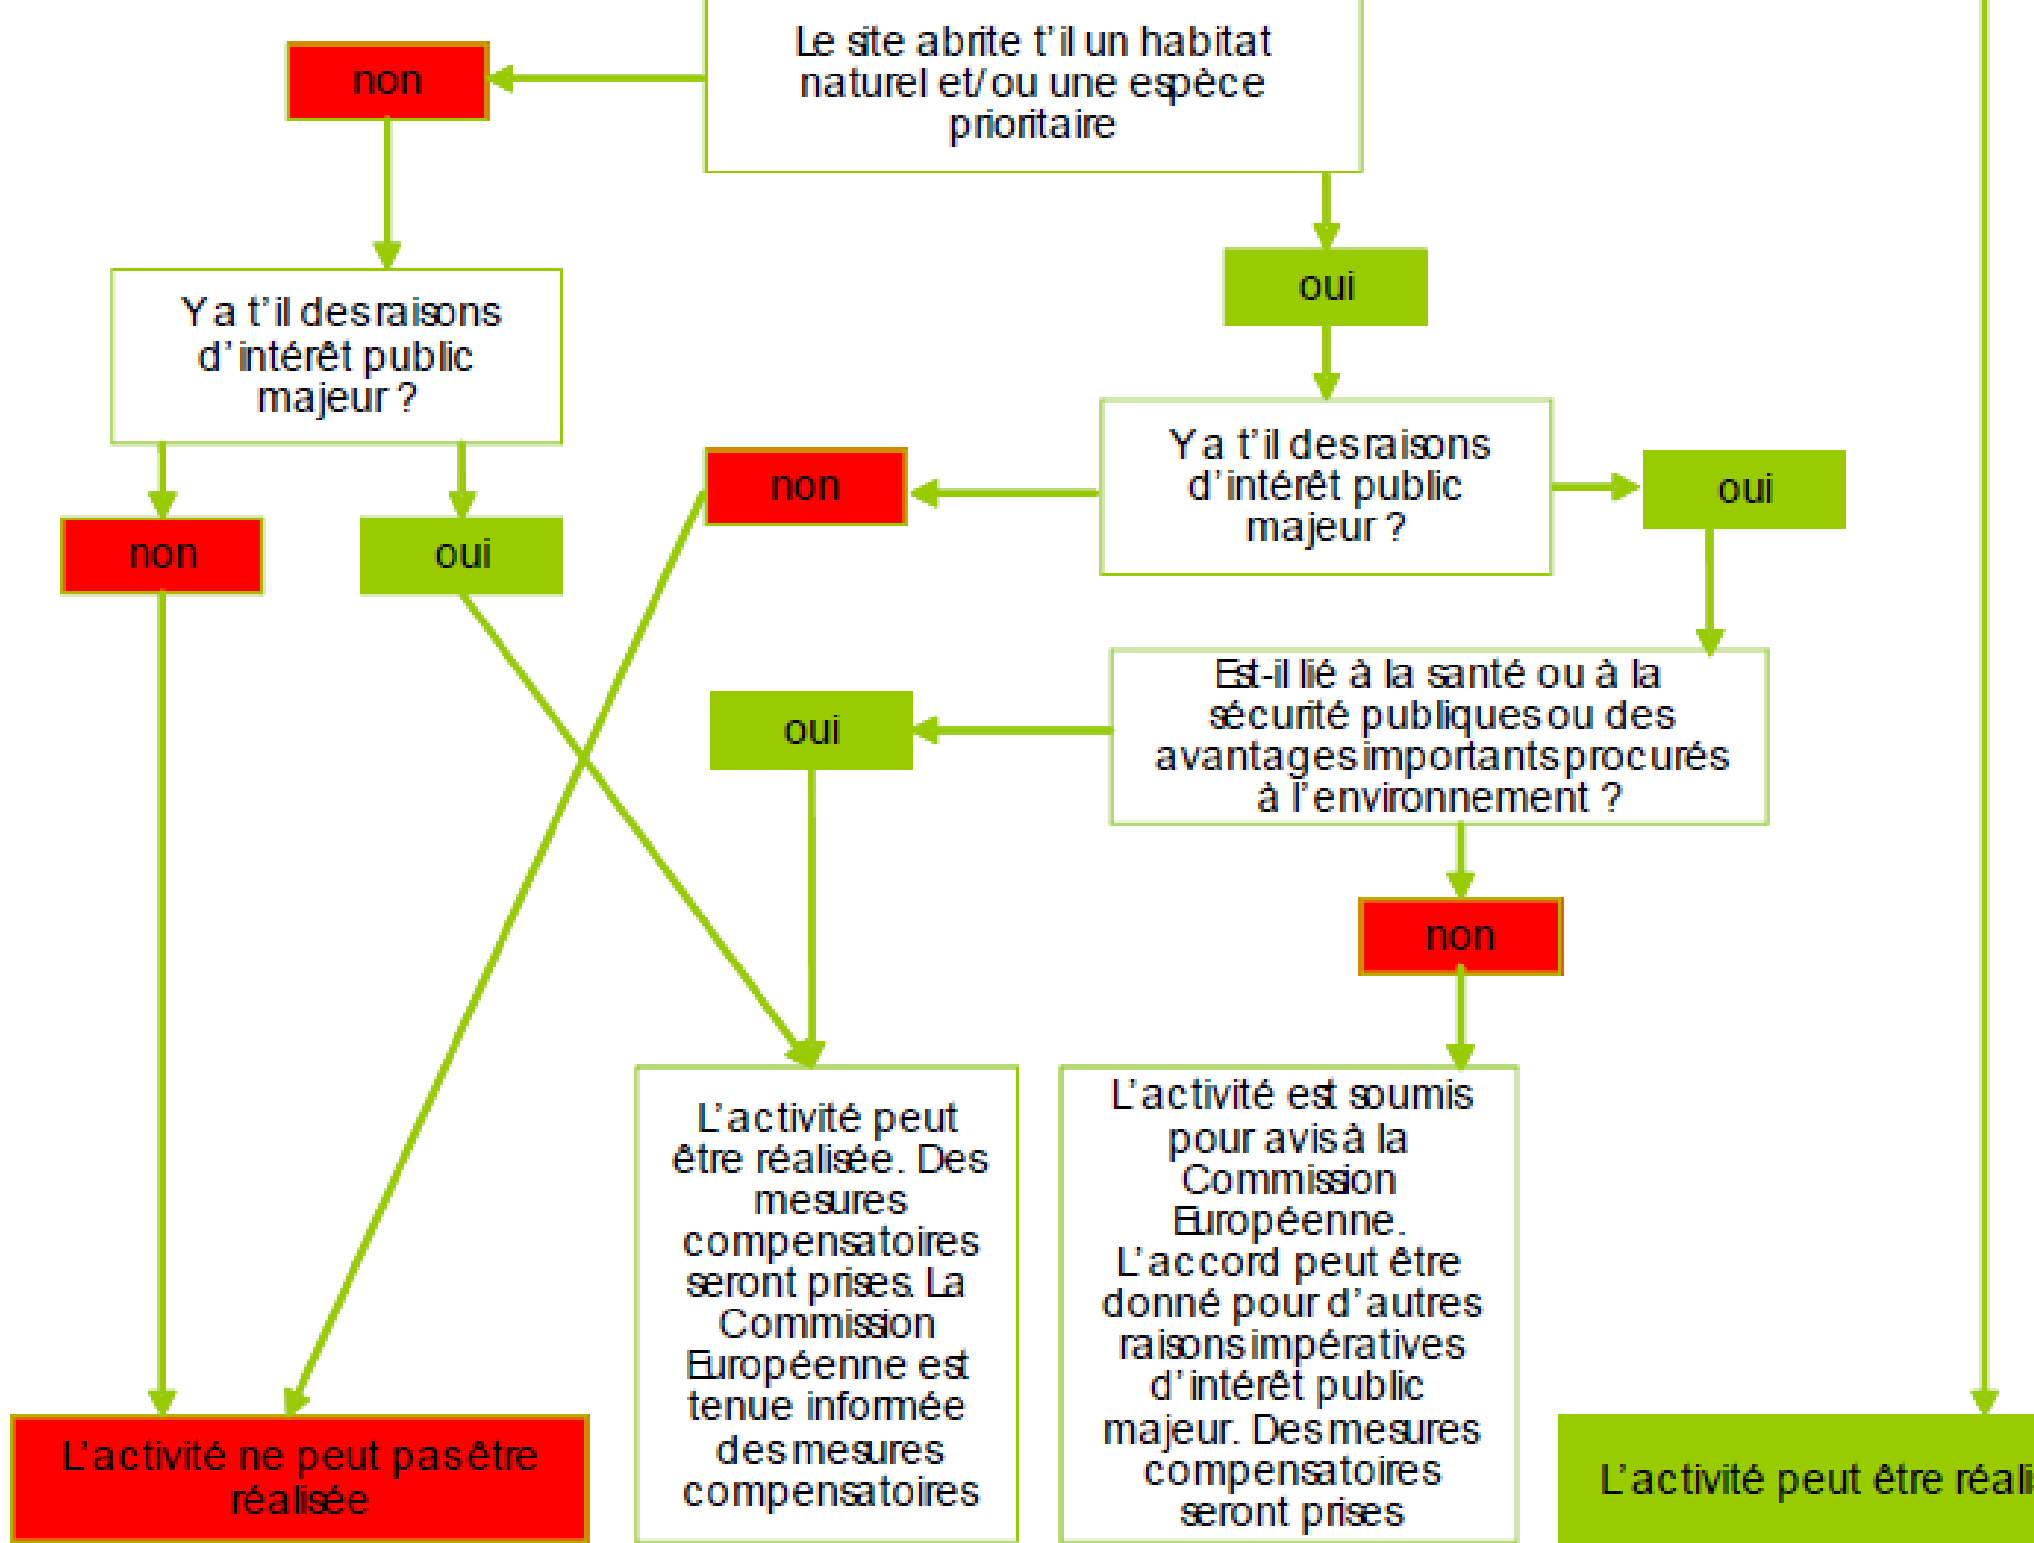 Le site abrite t'il un habitat
naturel et/ou une espèce
prioritaire
non
oui
Y a t'il des raisons
d'intérêt public
majeur ?
Y a t'il des raisons
d'intérêt public
majeur ?
non
oui
non
oui
Est-il lié à la santé ou à la
sécurité publiques ou des
avantages importants procurés
à l'environnement ?
oui
non
L'activité peut
être réalisée. Des
mesures
compensatoires
seront prises. La
Commission
Européenne est
tenue informée
des mesures
compensatoires
L'activité est soumis
pour avis à la
Commission
Européenne.
L'accord peut être
donné pour d'autres
raisons impératives
d'intérêt public
majeur. Des mesures
compensatoires
seront prises
L'activité ne peut pas être
réalisée
L'activité peut être